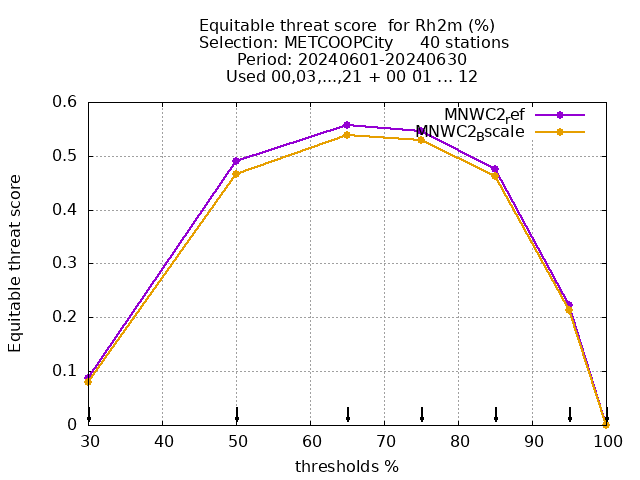 Equitable threat score  for Rh2m (%)
Selection: METCOOPCity     40 stations
Period: 20240601-20240630
Used 00,03,...,21 + 00 01 ... 12
MNWC2ref
MNWC2Bscale
0.6
0.5
0.4
0.3
0.2
0.1
0
Equitable threat score
30 40 50 60 70 80 90 100
thresholds %